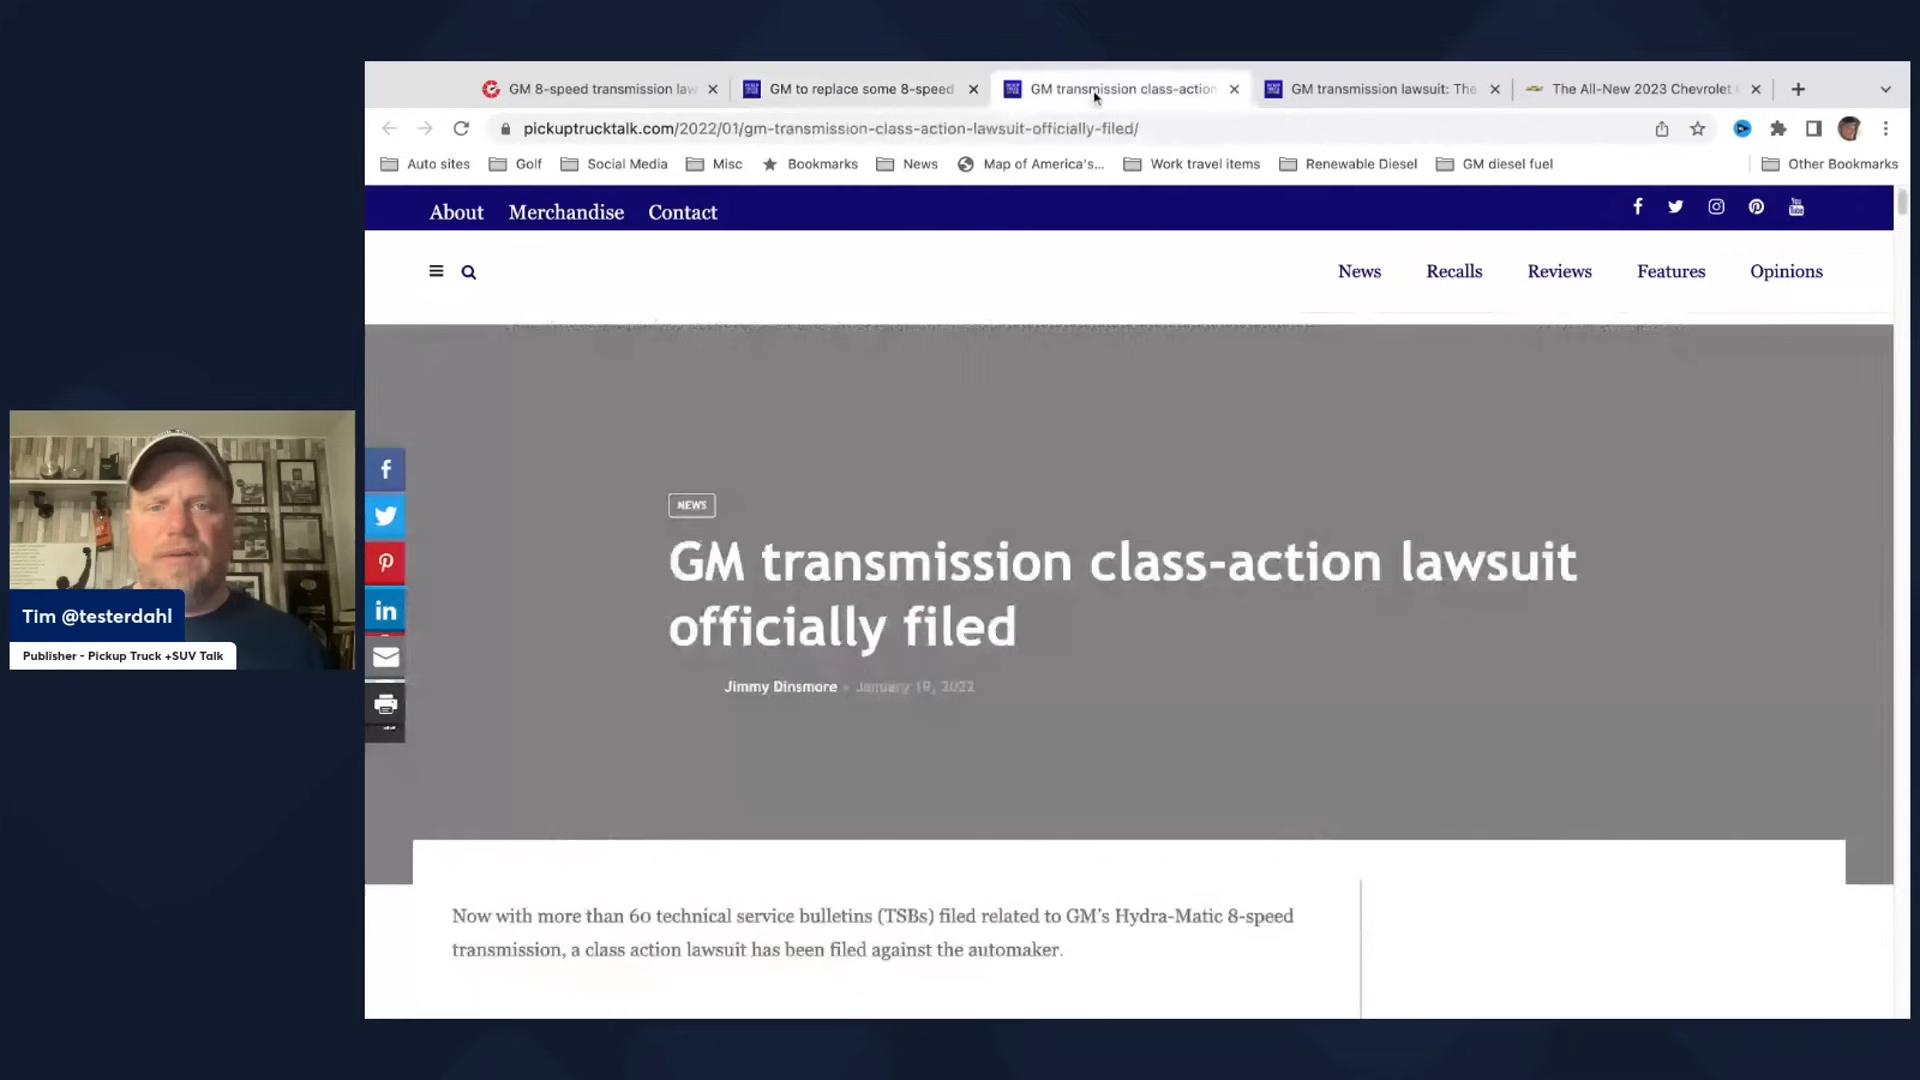 GM 8-speed transmission law
GM to replace some 8-speed
GM transmission class-action
GM transmission lawsuit: The
The All-New 2023 Chevrolet
pickuptrucktalk.com/2022/01/gm-transmission-class-action-lawsuit-officially-filed/
Auto sites
Golf
Social Media
Misc
Bookmarks
News
Map of America's...
Work travel items
Renewable Diesel
GM diesel fuel
Other Bookmarks
About Merchandise Contact
News Recalls Reviews Features Opinions
NEWS
GM transmission class-action lawsuit
officially filed
Jimmy Dinsmore - January 19, 2022
Tim @testerdahl
Publisher - Pickup Truck +SUV Talk
Now with more than 60 technical service bulletins (TSBs) filed related to GM's Hydra-Matic 8-speed
transmission, a class action lawsuit has been filed against the automaker.